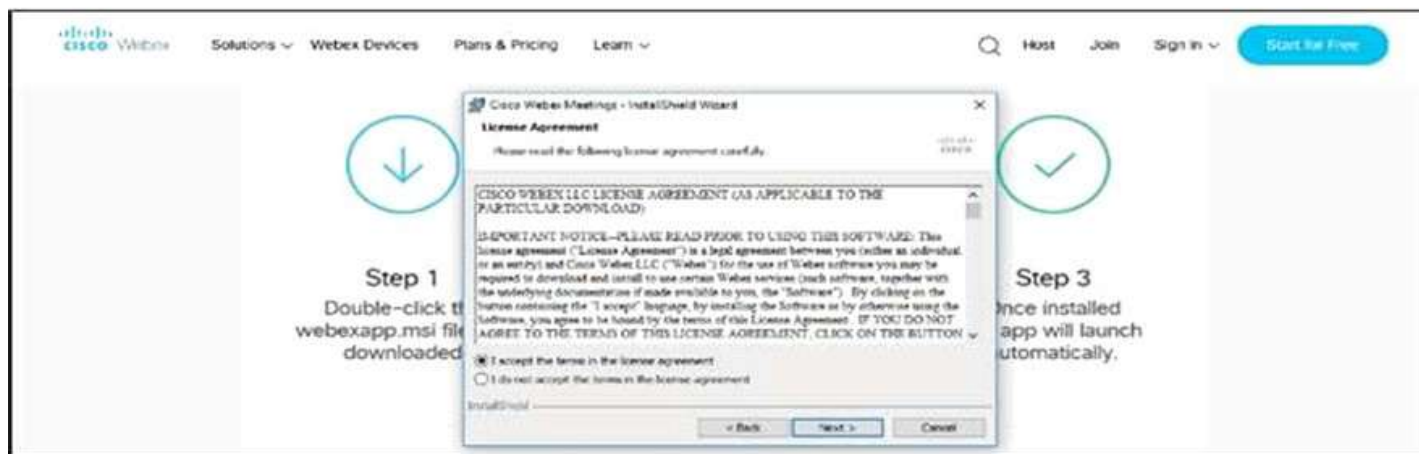 CISCO Webex Solutions Webex Devices Plans & Pricing Learn Host Join Sign in Start for Free
Cisco Webex Meetings - InstallShield Wizard
License Agreement
Please read the following license agreement carefully.
CISCO
CISCO WEBEX LLC LICENSE AGREEMENT (AS APPLICABLE TO THE
PARTICULAR DOWNLOAD)
IMPORTANT NOTICE--PLEASE READ PRIOR TO USING THIS SOFTWARE: This
license agreement ("License Agreement") is a legal agreement between you (either an individual
or an entity) and Cisco Webex LLC ("Webex") for the use of Webex software you may be
required to download and install to use certain Webex services (such software, together with
the underlying documentation if made available to you, the "Software"). By clicking on the
button containing the "I accept" language, by installing the Software or by otherwise using the
Software, you agree to be bound by the terms of this License Agreement. IF YOU DO NOT
AGREE TO THE TERMS OF THIS LICENSE AGREEMENT, CLICK ON THE BUTTON
I accept the terms in the license agreement
I do not accept the terms in the license agreement
InstallShield
< Back Next > Cancel
Step 1
Double-click th
webexapp.msi file
downloaded
Step 3
Once installed
app will launch
automatically.